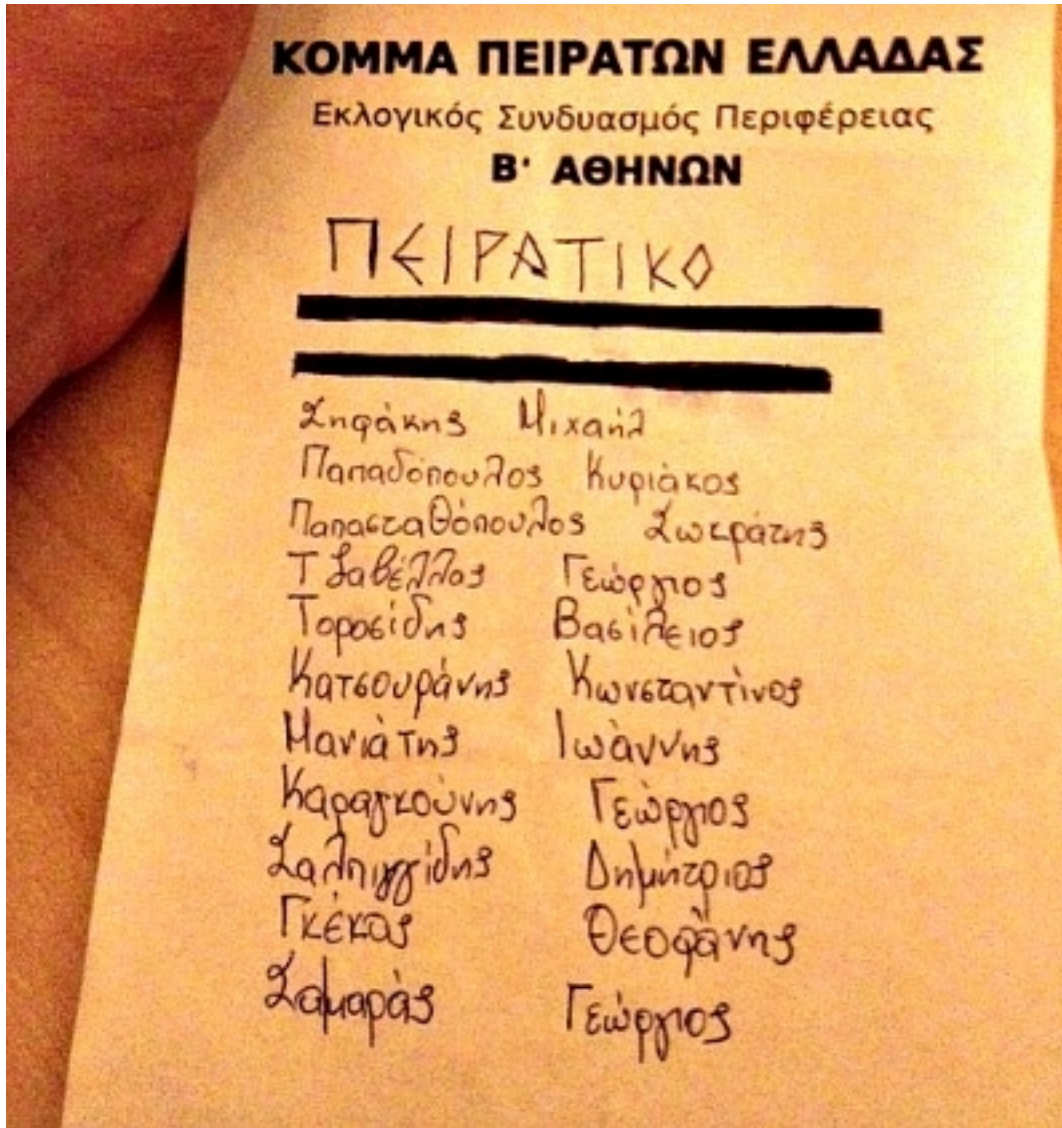 ΚΟΜΜΑ ΠΕΙΡΑΤΩΝ ΕΛΛΑΔΑΣ
Εκλογικός Συνδυασμός Περιφέρειας
Β' ΑΘΗΝΩΝ
ΠΕΙΡΑΤΙΚΟ
Σηφάκης Μιχαήλ
Παπαδόπουλος Κυριάκος
Παπασταθόπουλος Σωκράτης
Τζαβέλλος Γεώργιος
Τοροσίδης Βασίλειος
Κατσουράνης Κωνσταντίνος
Μανιάτης Ιωάννης
Καραγκούνης Γεώργιος
Σαλπιγγίδης Δημήτριος
Γκέκας Θεοφάνης
Σαμαράς Γεώργιος